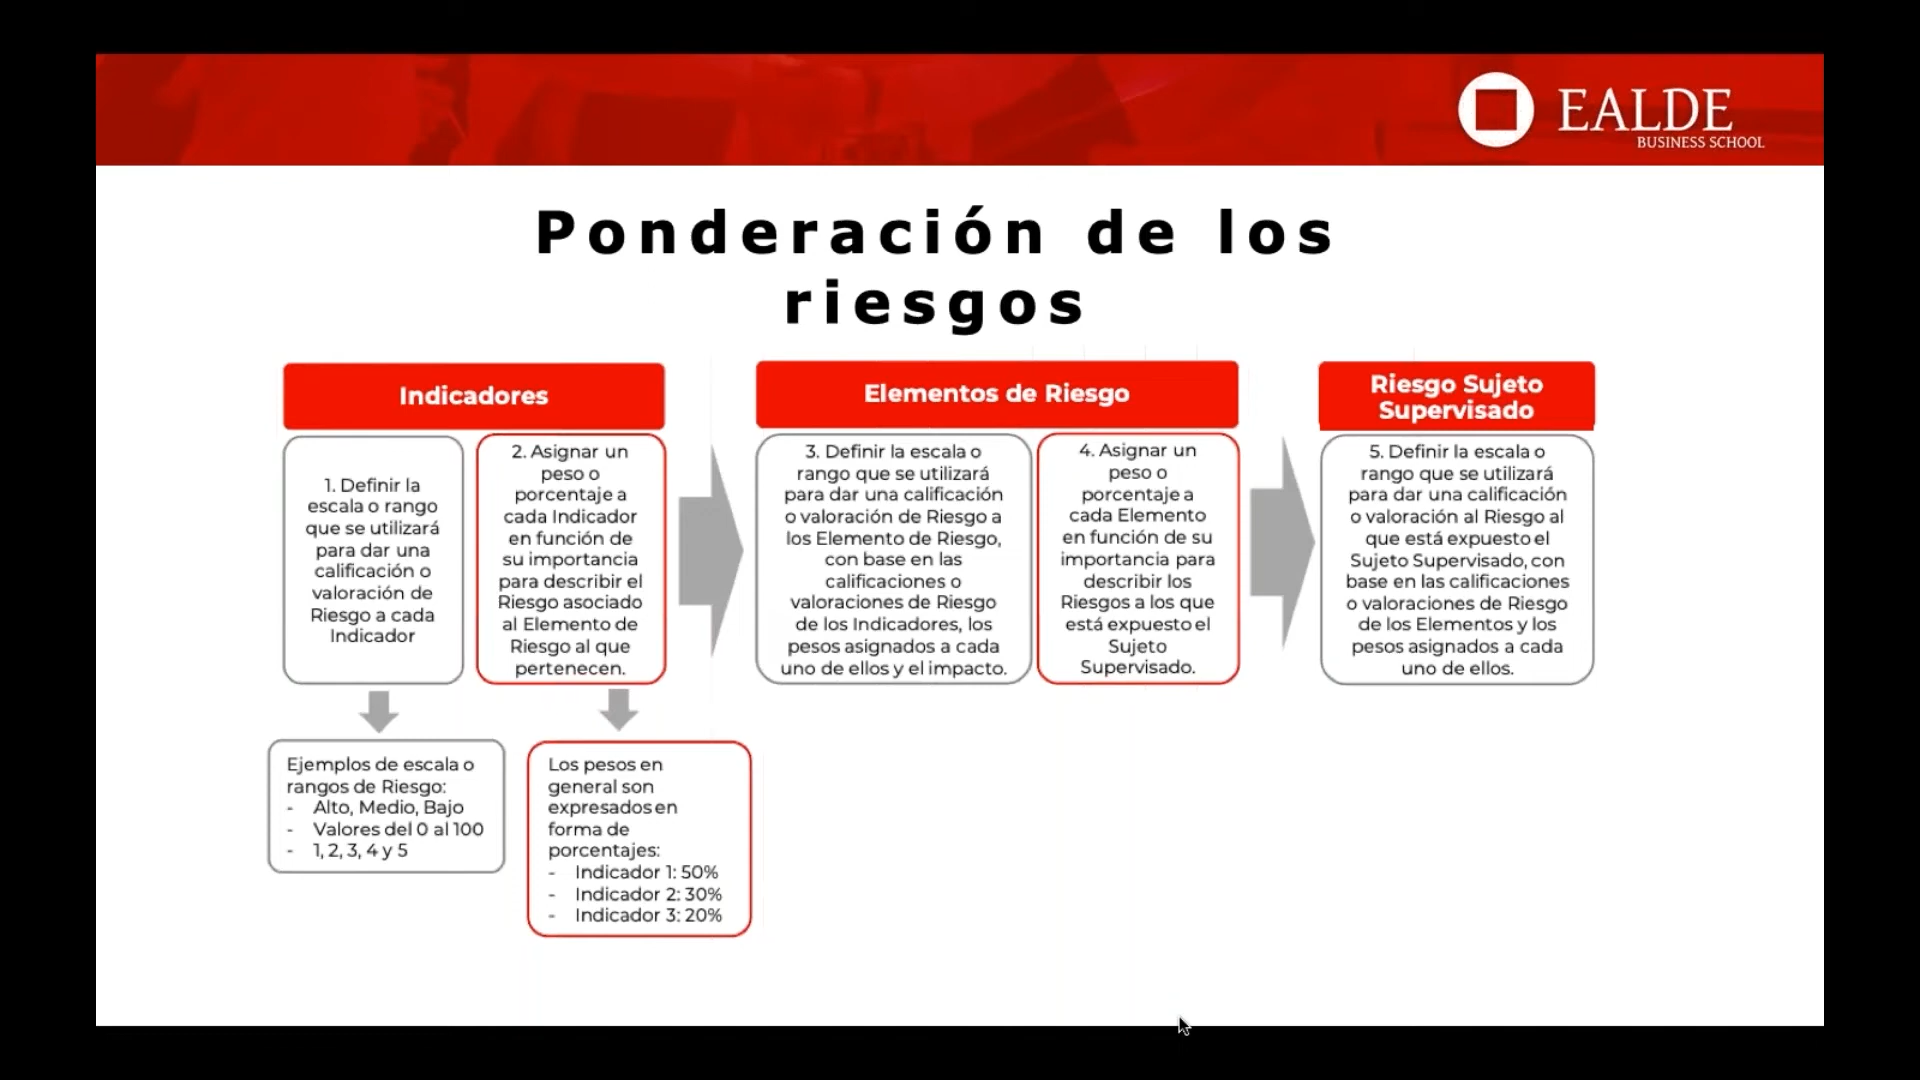 EALDE
BUSINESS SCHOOL
Ponderación de los
riesgos
Indicadores
1. Definir la
escala o rango
que se utilizará
para dar una
calificación o
valoración de
Riesgo a cada
Indicador
2. Asignar un
peso o
porcentaje a
cada Indicador
en función de
su importancia
para describir el
Riesgo asociado
al Elemento de
Riesgo al que
pertenecen.
Ejemplos de escala o
rangos de Riesgo:
- Alto, Medio, Bajo
- Valores del 0 al 100
- 1, 2, 3, 4 y 5
Los pesos en
general son
expresados en
forma de
porcentajes:
- Indicador 1: 50%
- Indicador 2: 30%
- Indicador 3: 20%
Elementos de Riesgo
3. Definir la escala o
rango que se utilizará
para dar una calificación
o valoración de Riesgo a
los Elemento de Riesgo,
con base en las
calificaciones o
valoraciones de Riesgo
de los Indicadores, los
pesos asignados a cada
uno de ellos y el impacto.
4. Asignar un
peso o
porcentaje a
cada Elemento
en función de su
importancia para
describir los
Riesgos a los que
está expuesto el
Sujeto
Supervisado.
Riesgo Sujeto
Supervisado
5. Definir la escala o
rango que se utilizará
para dar una calificación
o valoración al Riesgo al
que está expuesto el
Sujeto Supervisado, con
base en las calificaciones
o valoraciones de Riesgo
de los Elementos y los
pesos asignados a cada
uno de ellos.